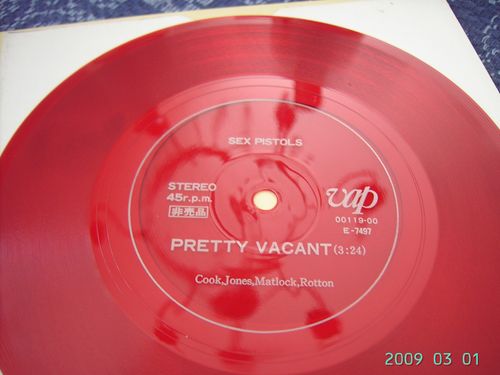 SEX PISTOLS
STEREO
45r.p.m.
非売品
vap
00119-00
E-7497
PRETTY VACANT(3:24)
Cook,Jones,Matlock,Rotton
2009 03 01